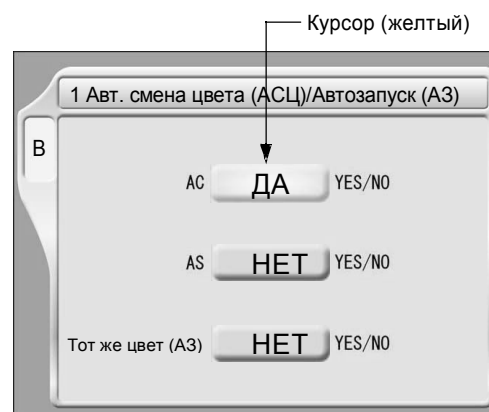 Курсор (желтый)
1 Авт. смена цвета (АСЦ)/Автозапуск (АЗ)
В
AC ДА YES/NO
AS НЕТ YES/NO
Тот же цвет (АЗ) НЕТ YES/NO